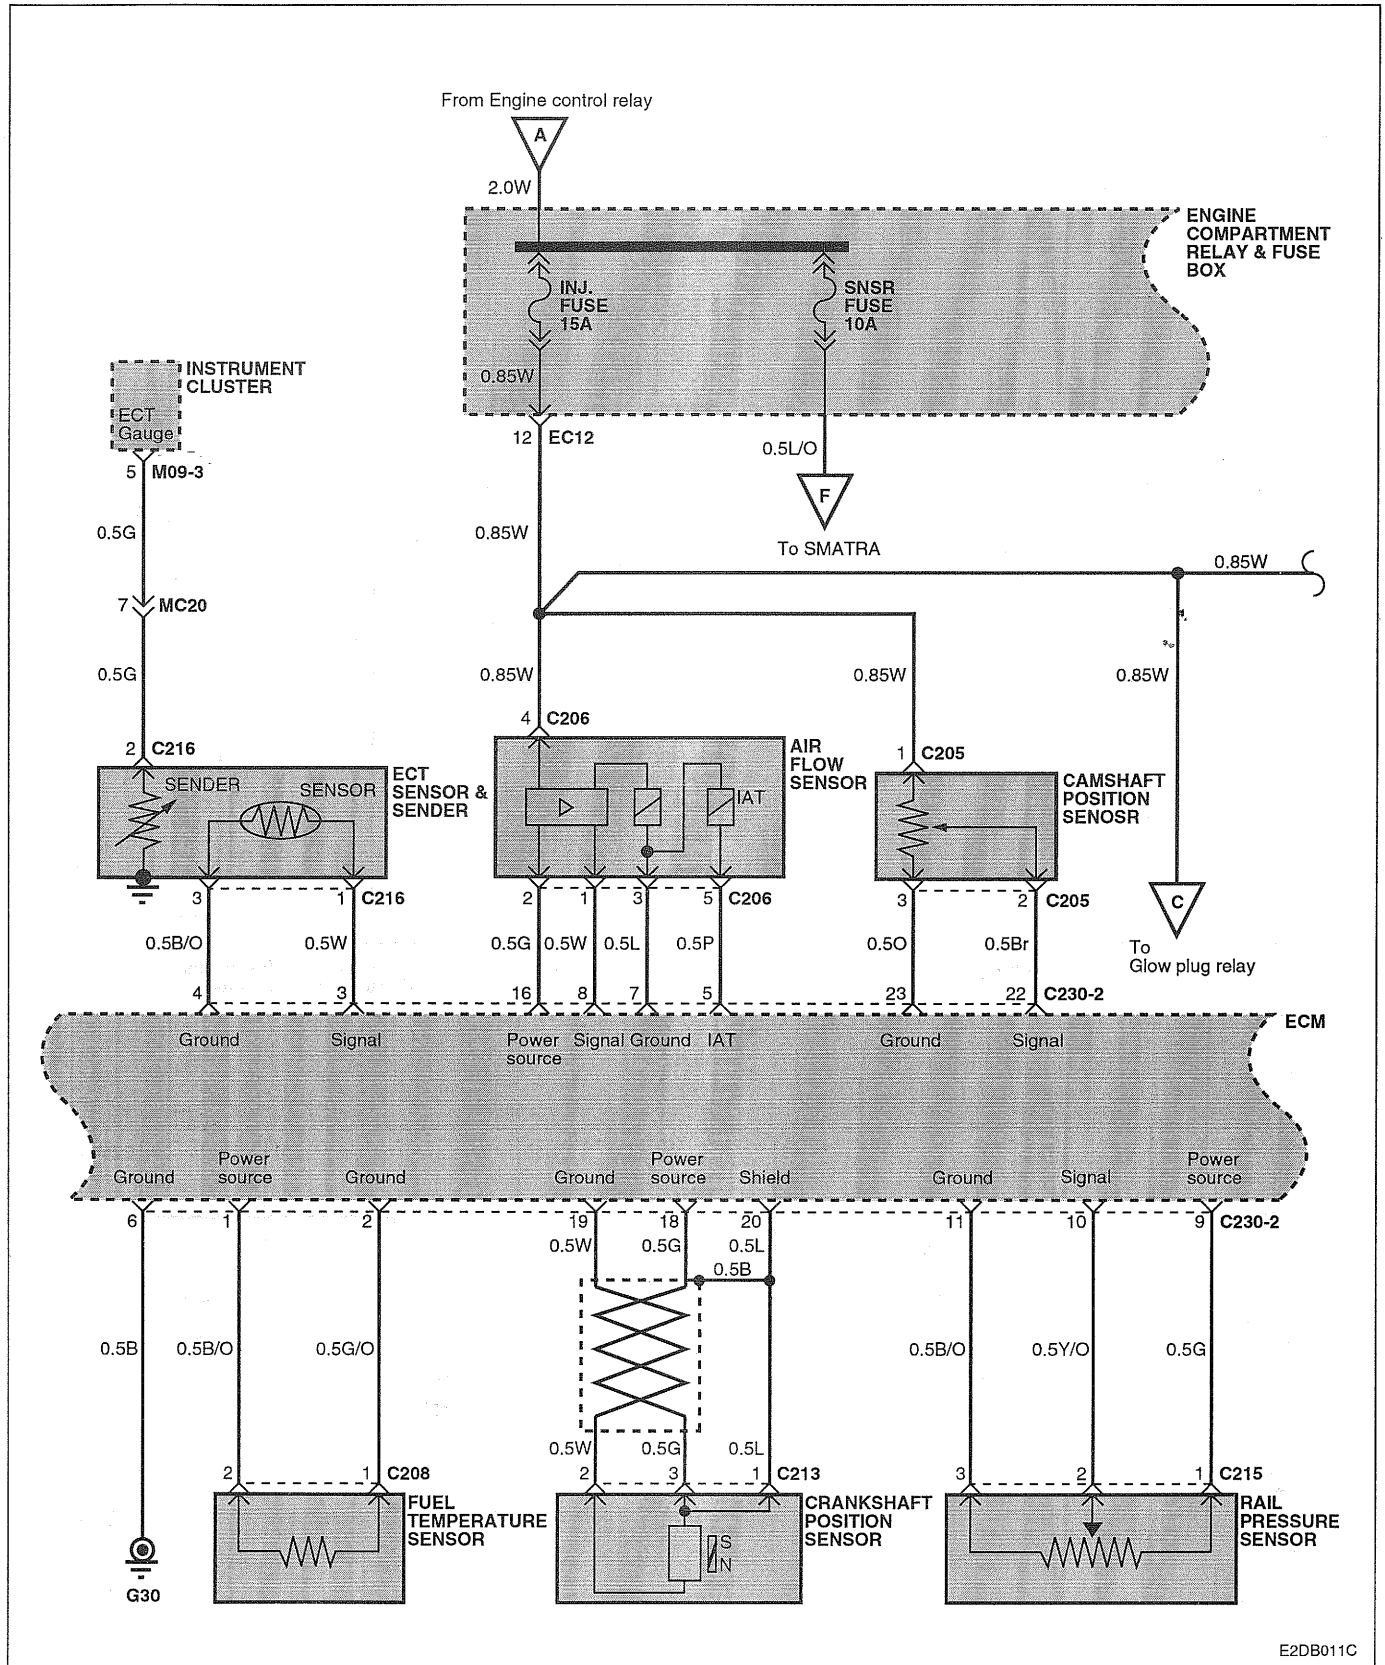 From Engine control relay
A
2.0W
ENGINE
COMPARTMENT
RELAY & FUSE
BOX
INJ.
FUSE
15A
SNSR
FUSE
10A
0.85W
INSTRUMENT
CLUSTER
ECT
Gauge
12 EC12
0.5L/O
5 M09-3
F
0.5G
0.85W
To SMATRA
0.85W
7 MC20
0.5G
0.85W
0.85W
0.85W
4 C206
2 C216
AIR
FLOW
SENSOR
1 C205
SENDER
SENSOR
ECT
SENSOR &
SENDER
IAT
CAMSHAFT
POSITION
SENOSR
3 1 C216
2 1 3 5 C206
3 2 C205
C
0.5B/O 0.5W 0.5G 0.5W 0.5L 0.5P 0.5O 0.5Br
To
Glow plug relay
4 3 16 8 7 5 23 22 C230-2
ECM
Ground Signal Power source Signal Ground IAT Ground Signal
Ground Power source Ground Ground Power source Shield Ground Signal Power source
6 1 2 19 18 20 11 10 9 C230-2
0.5W 0.5G 0.5L
0.5B
0.5B 0.5B/O 0.5G/O 0.5B/O 0.5Y/O 0.5G
0.5W 0.5G 0.5L
2 1 C208
2 3 1 C213
3 2 1 C215
FUEL
TEMPERATURE
SENSOR
CRANKSHAFT
POSITION
SENSOR
RAIL
PRESSURE
SENSOR
S
N
G30
E2DB011C